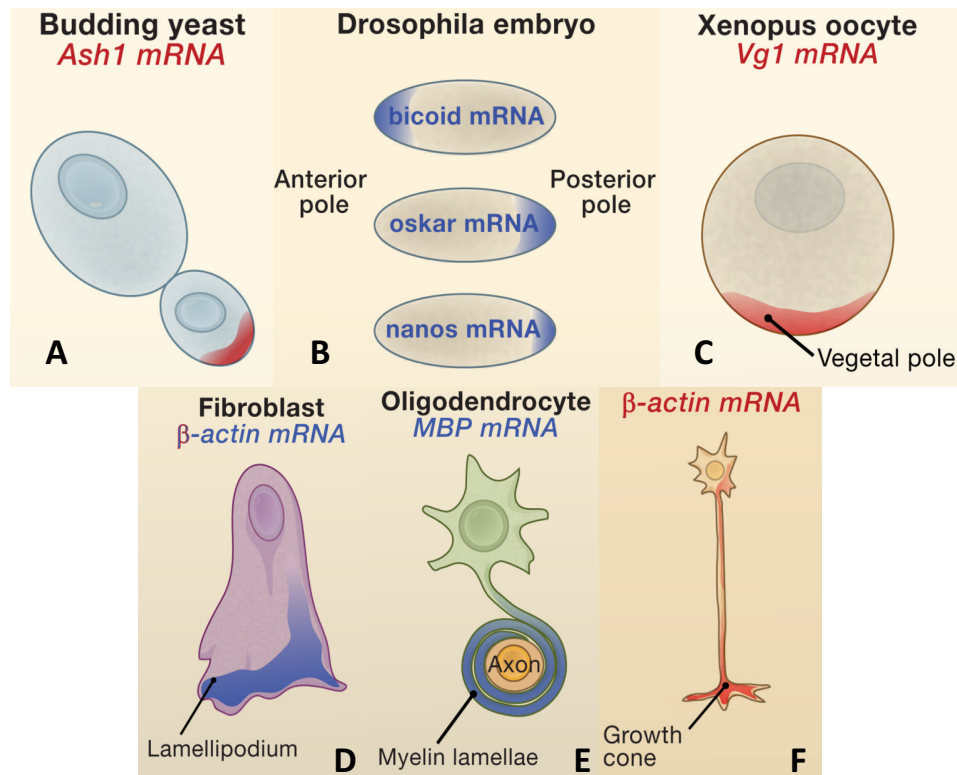 Budding yeast
Ash1 mRNA
A
Drosophila embryo
bicoid mRNA
Anterior
pole
Posterior
pole
oskar mRNA
nanos mRNA
B
Xenopus oocyte
Vg1 mRNA
C
Vegetal pole
Fibroblast
β-actin mRNA
Lamellipodium
D
Oligodendrocyte
MBP mRNA
Axon
Myelin lamellae
E
β-actin mRNA
Growth
cone
F